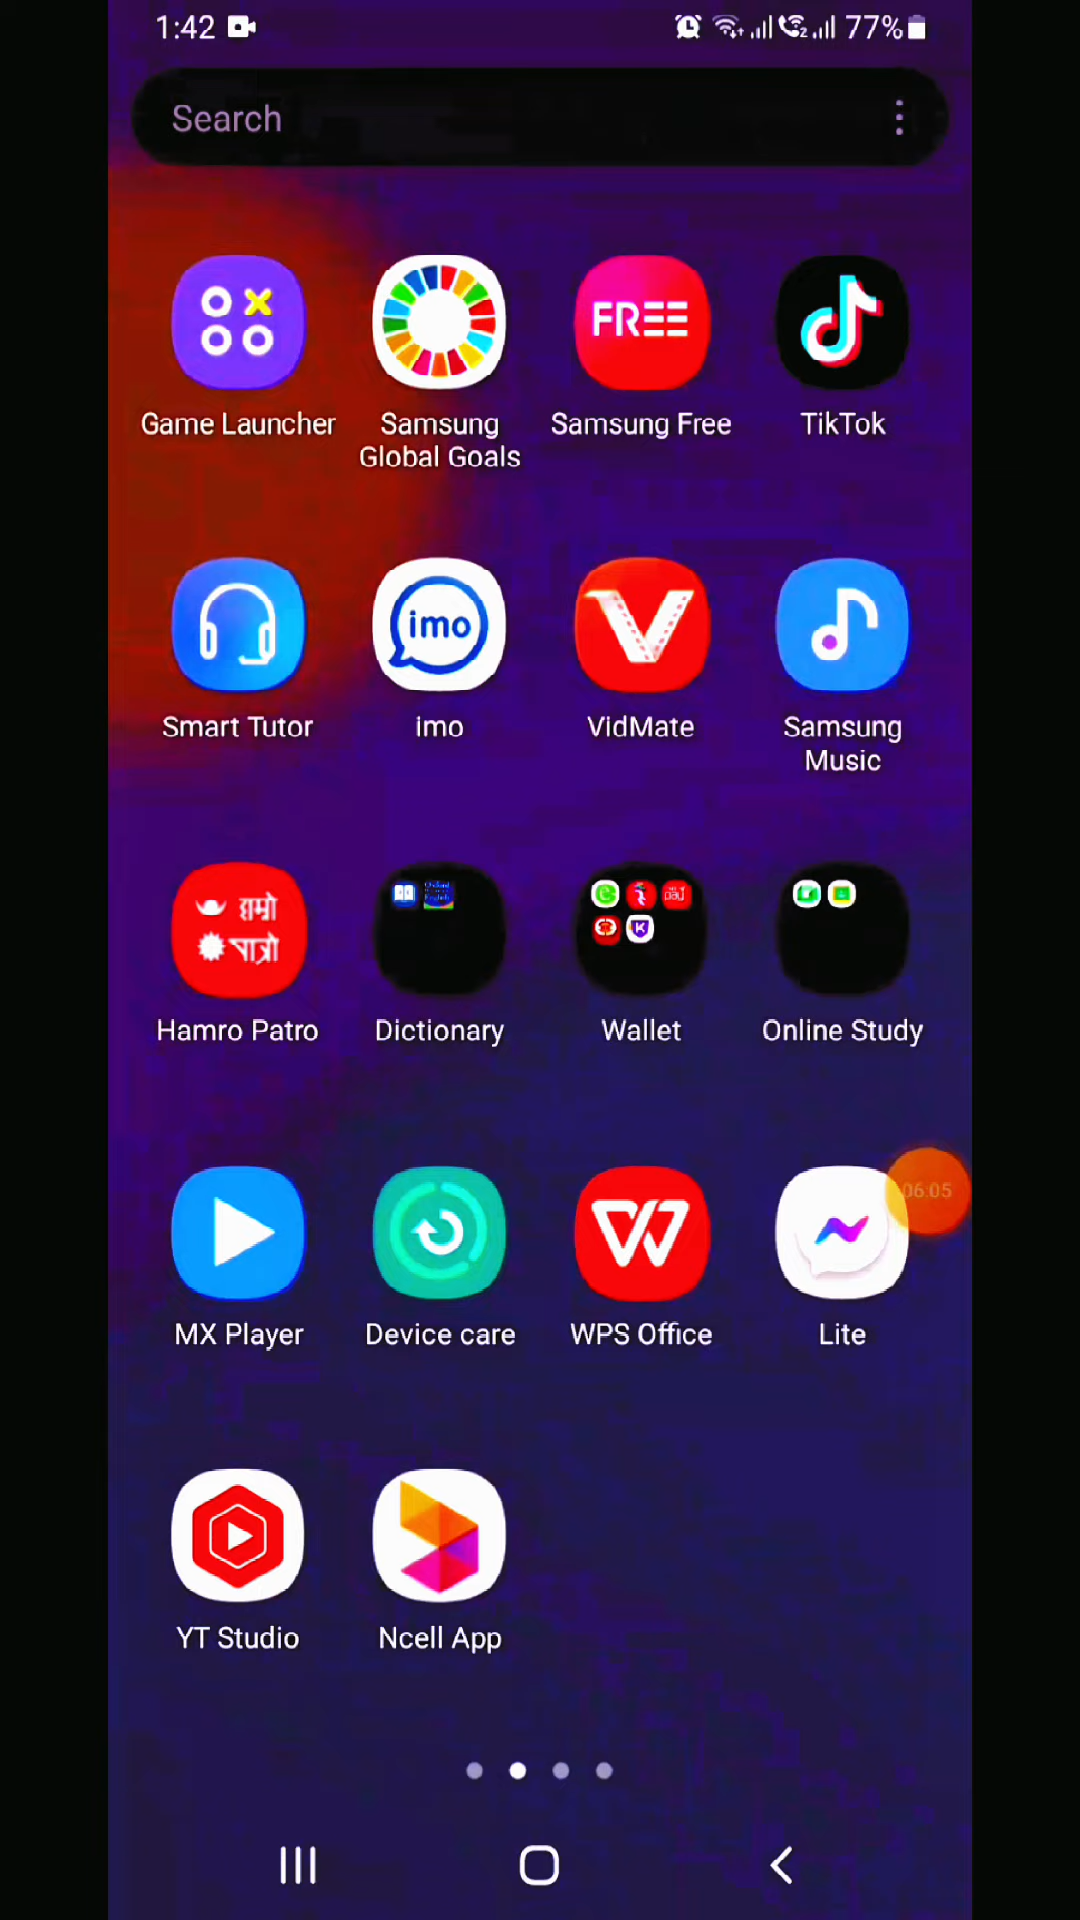 1:42
77%
Search
FREE
Game Launcher
Samsung
Global Goals
Samsung Free
TikTok
imo
Smart Tutor
imo
VidMate
Samsung
Music
हाम्रो
पात्रो
Hamro Patro
Dictionary
Wallet
Online Study
06:05
MX Player
Device care
WPS Office
Lite
YT Studio
Ncell App